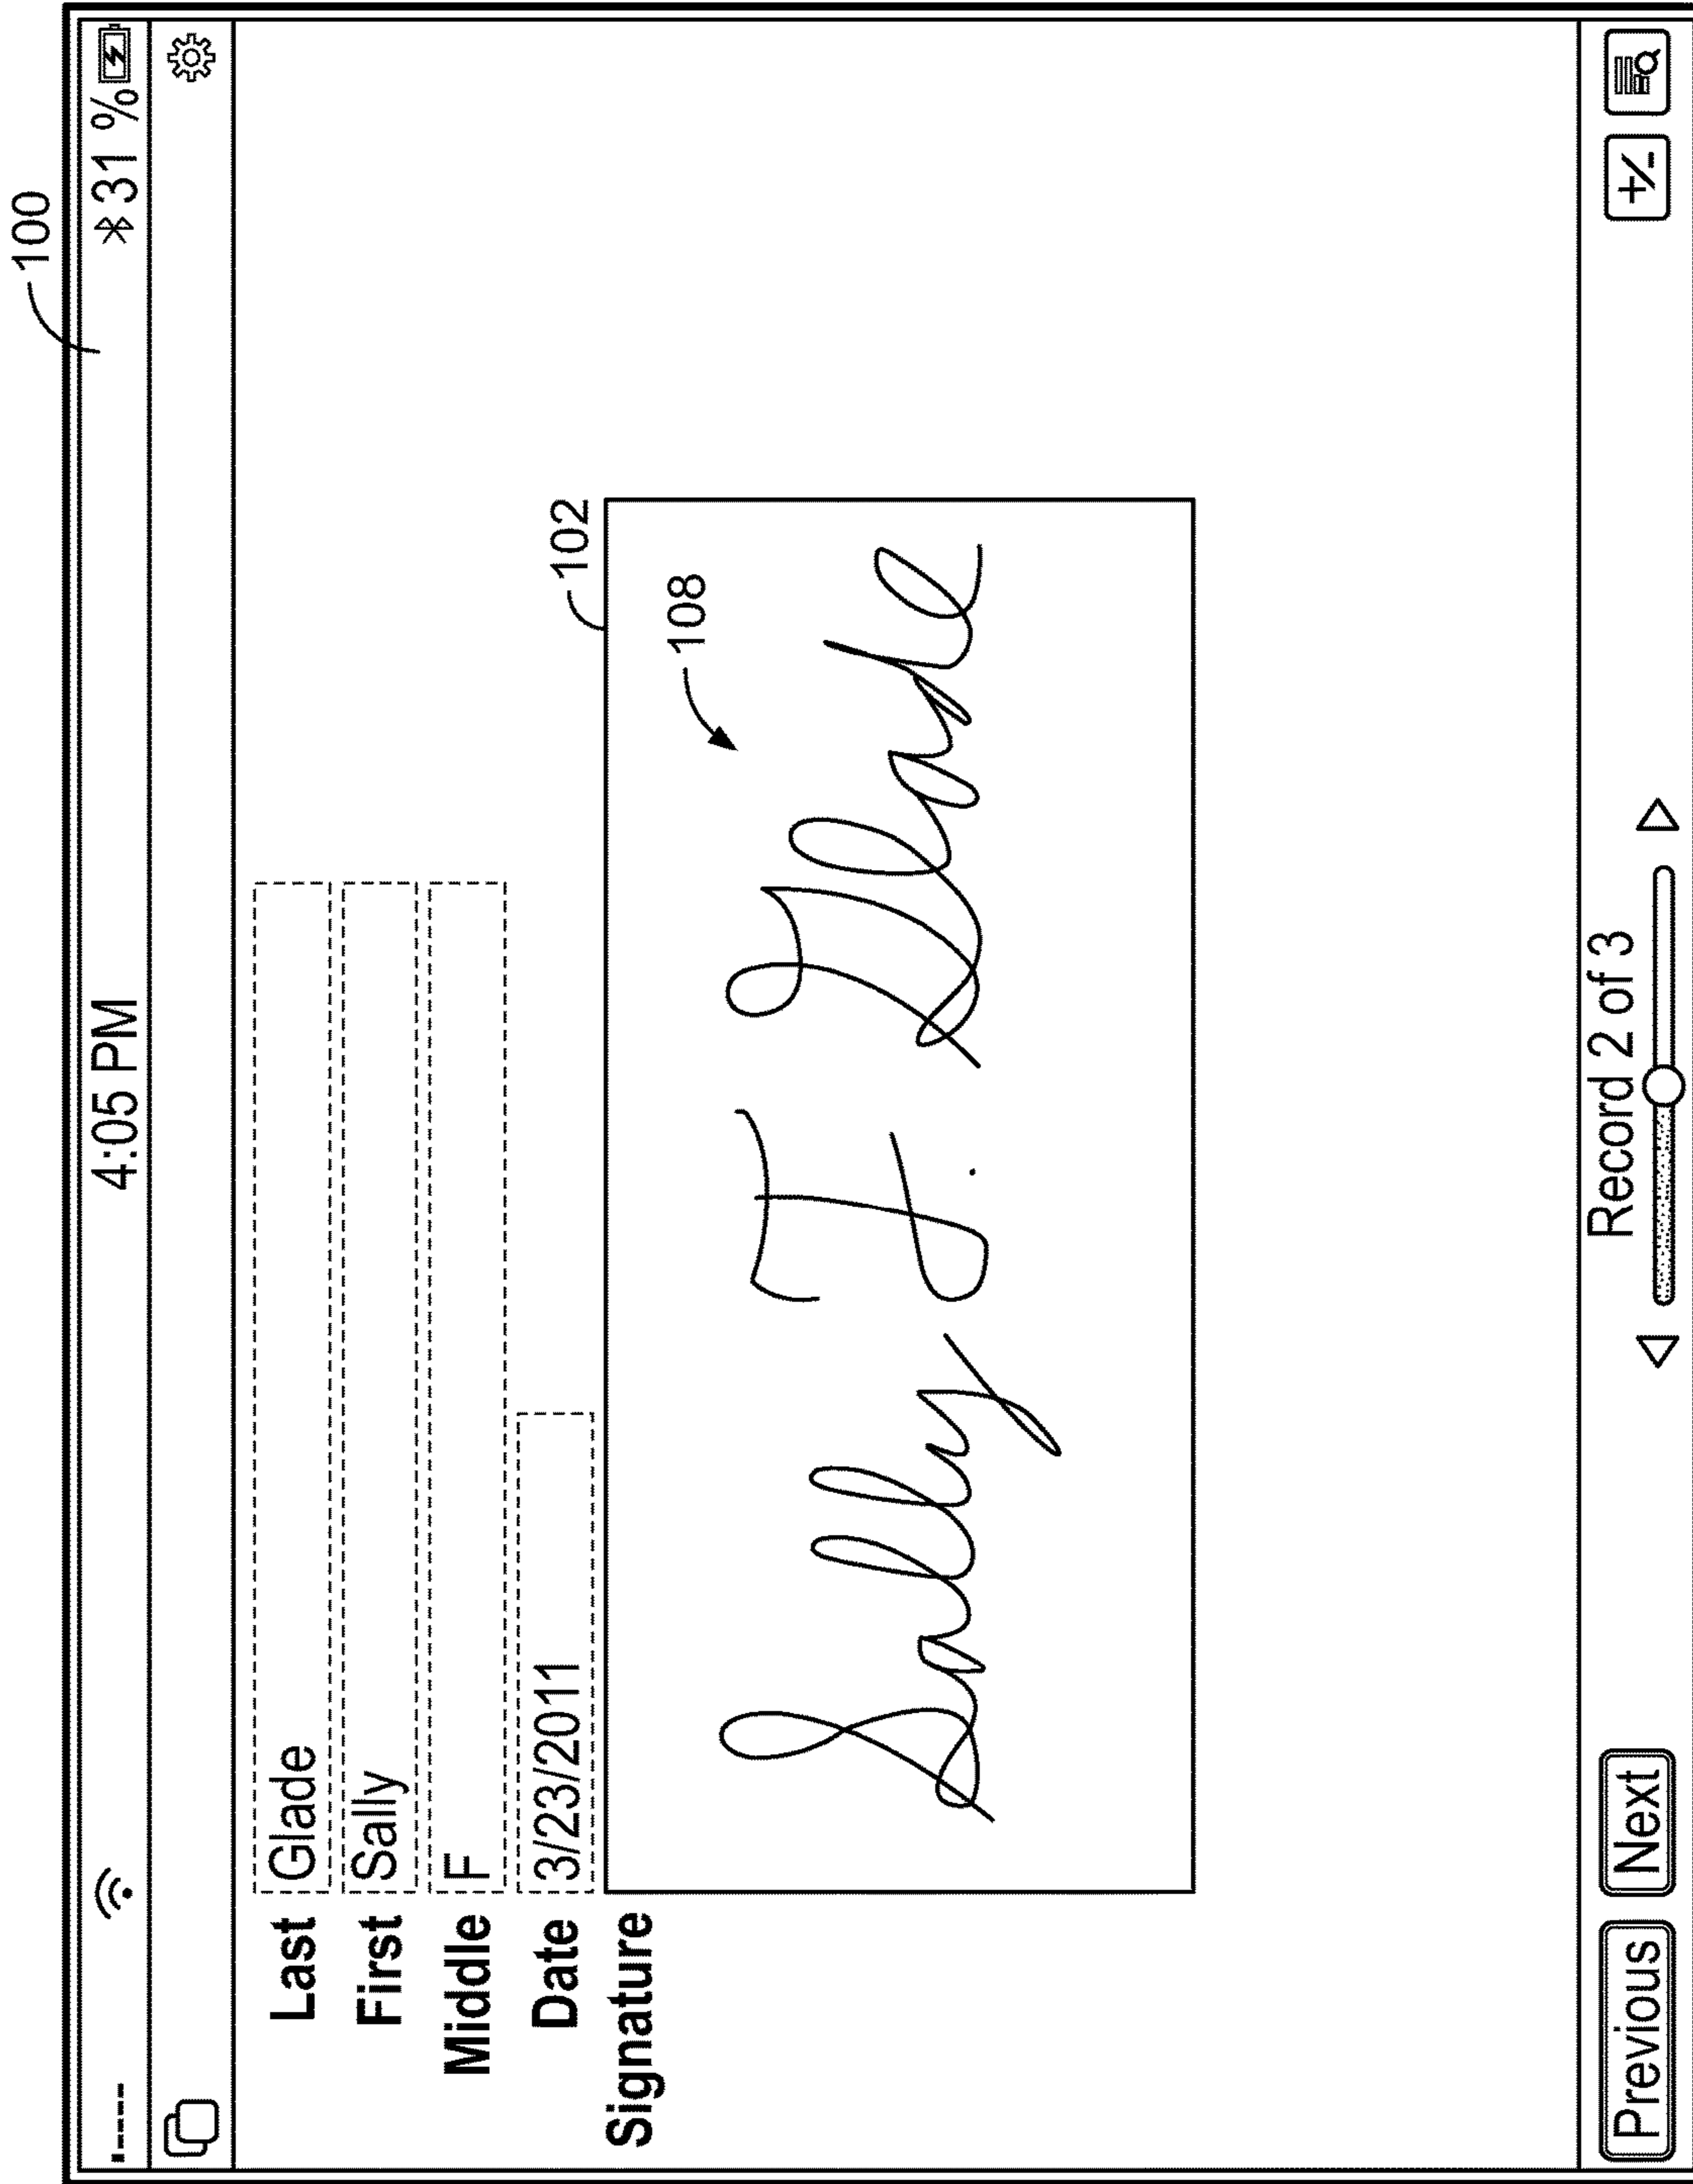 100
4:05 PM 31 %
Last Glade
First Sally
Middle F
Date 3/23/2011
102
Signature
108
Sally F. Glade
Record 2 of 3
Previous Next +/-